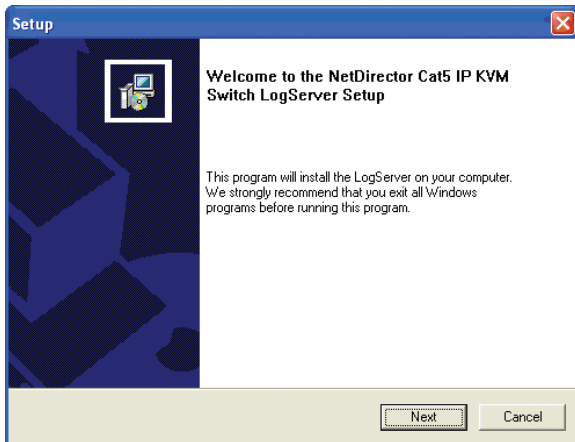 Setup
Welcome to the NetDirector Cat5 IP KVM
Switch LogServer Setup
This program will install the LogServer on your computer.
We strongly recommend that you exit all Windows
programs before running this program.
Next
Cancel